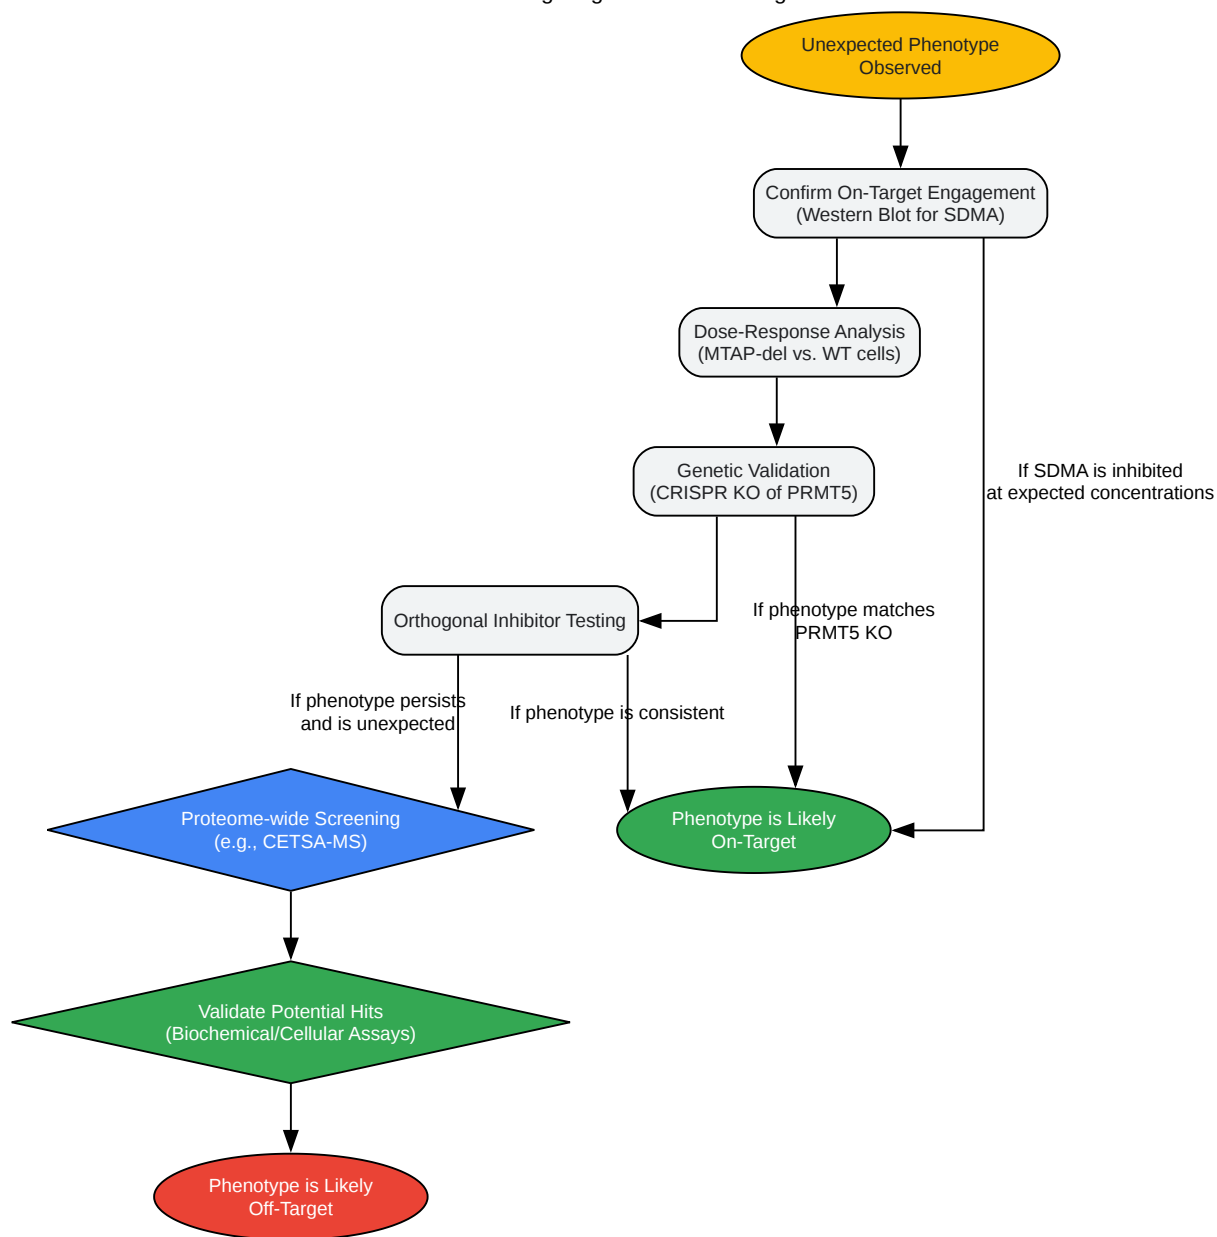 Unexpected Phenotype
Observed
Confirm On-Target Engagement
(Western Blot for SDMA)
Dose-Response Analysis
(MTAP-del vs. WT cells)
Genetic Validation
(CRISPR KO of PRMT5)
If SDMA is inhibited
at expected concentrations
Orthogonal Inhibitor Testing
If phenotype matches
PRMT5 KO
If phenotype persists
and is unexpected
If phenotype is consistent
Proteome-wide Screening
(e.g., CETSA-MS)
Phenotype is Likely
On-Target
Validate Potential Hits
(Biochemical/Cellular Assays)
Phenotype is Likely
Off-Target